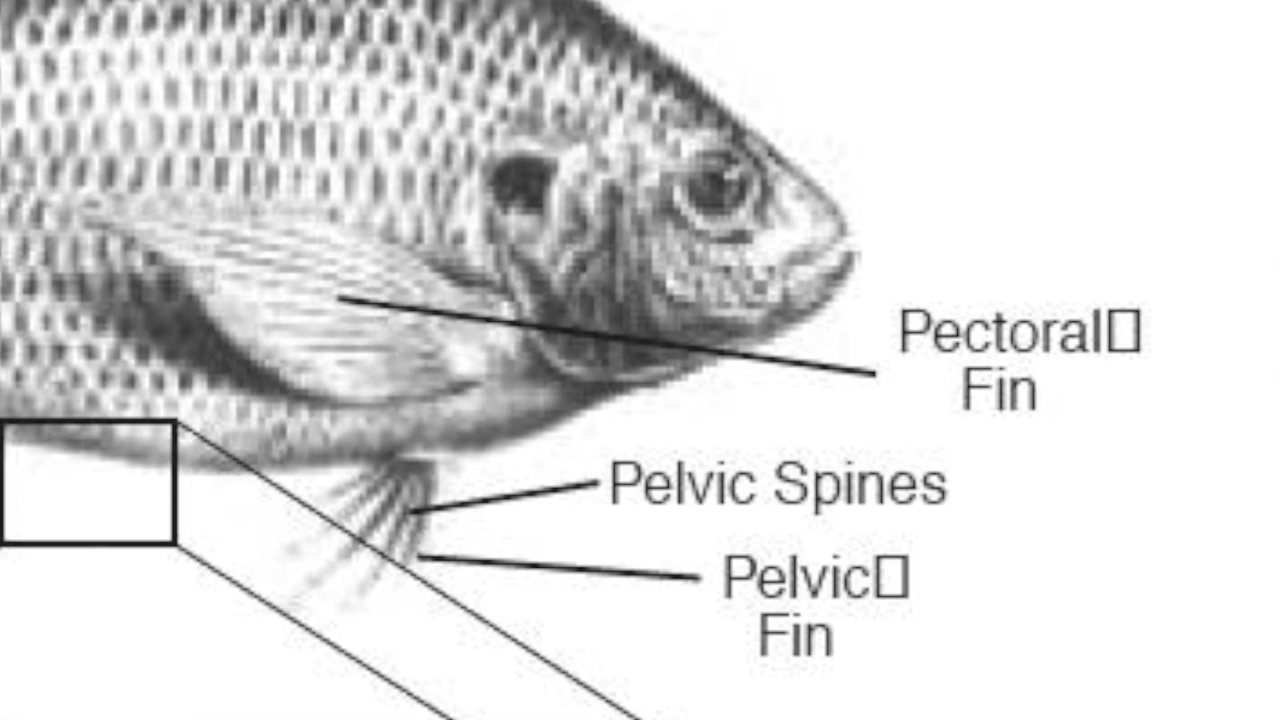 Pectoral□
Fin
Pelvic Spines
Pelvic□
Fin